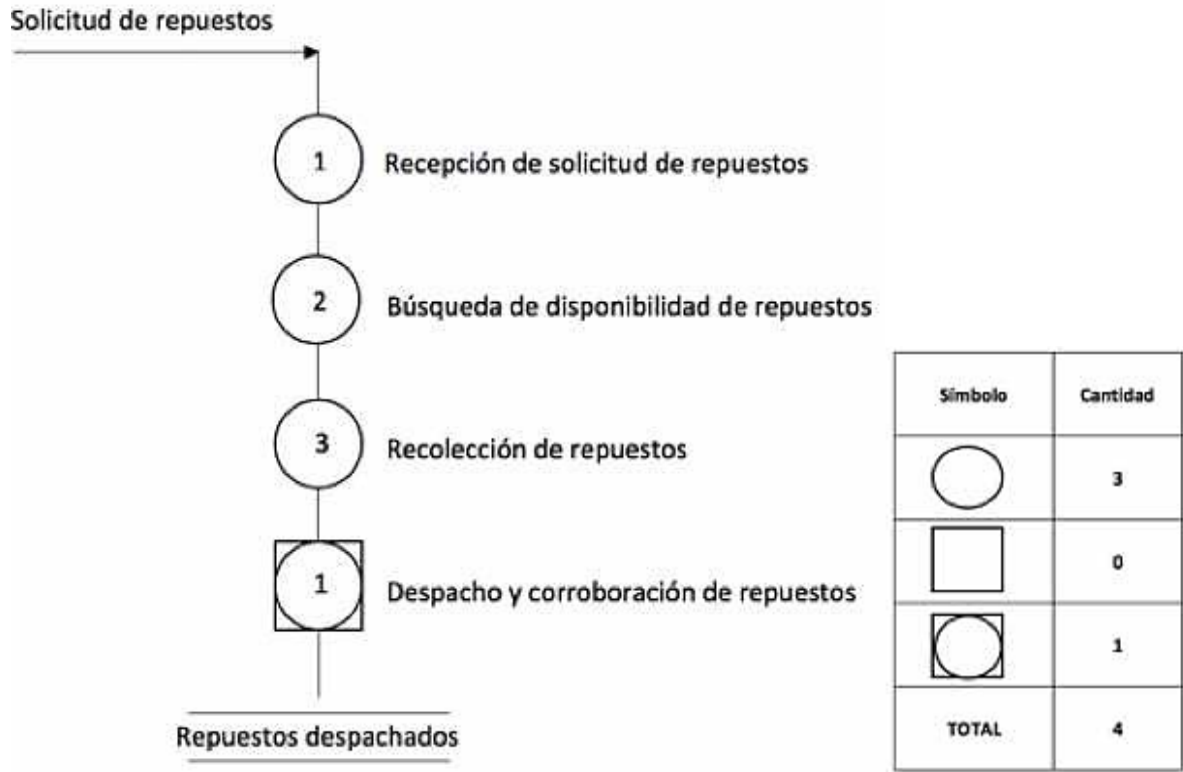 Solicitud de repuestos
1
Recepción de solicitud de repuestos
2
Búsqueda de disponibilidad de repuestos
3
Recolección de repuestos
1
Despacho y corroboración de repuestos
Repuestos despachados
Símbolo Cantidad
3
0
1
TOTAL 4